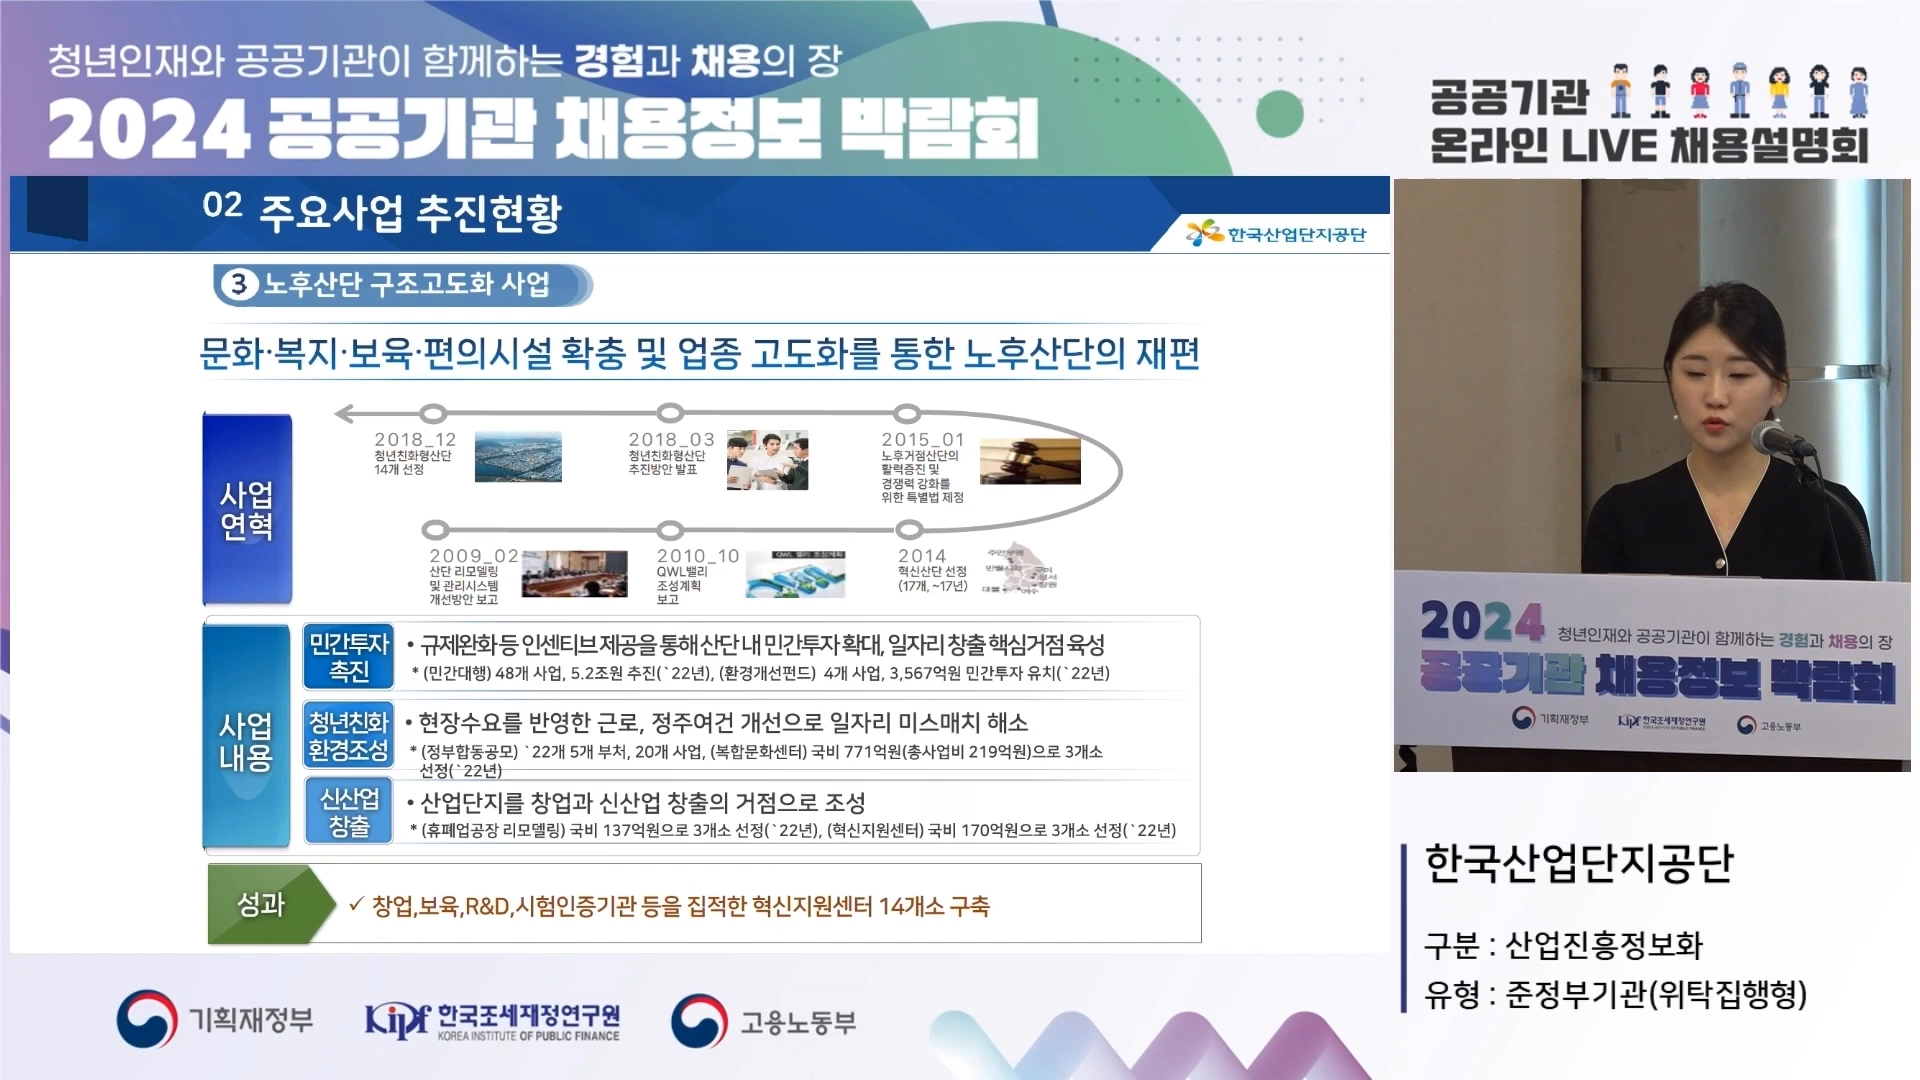 청년인재와 공공기관이 함께하는 경험과 채용의 장
2024 공공기관 채용정보 박람회
공공기관
온라인 LIVE 채용설명회
02 주요사업 추진현황
한국산업단지공단
3 노후산단 구조고도화 사업
문화·복지·보육·편의시설 확충 및 업종 고도화를 통한 노후산단의 재편
사업
연혁
2018_12
청년친화형산단
14개 선정
2018_03
청년친화형산단
추진방안 발표
2015_01
노후거점산단의
활력증진 및
경쟁력 강화를
위한 특별법 제정
2009_02
산단 리모델링
및 관리시스템
개선방안 보고
2010_10
QWL밸리
조성계획
보고
QWL 밸리 조성계획
2014
혁신산단 선정
(17개, ~17년)
사업
내용
민간투자
촉진
• 규제완화 등 인센티브 제공을 통해 산단 내 민간투자 확대, 일자리 창출 핵심거점 육성
* (민간대행) 48개 사업, 5.2조원 추진(`22년), (환경개선펀드) 4개 사업, 3,567억원 민간투자 유치(`22년)
청년친화
환경조성
• 현장수요를 반영한 근로, 정주여건 개선으로 일자리 미스매치 해소
* (정부합동공모) `22개 5개 부처, 20개 사업, (복합문화센터) 국비 771억원(총사업비 219억원)으로 3개소
선정(`22년)
신산업
창출
• 산업단지를 창업과 신산업 창출의 거점으로 조성
* (휴폐업공장 리모델링) 국비 137억원으로 3개소 선정(`22년), (혁신지원센터) 국비 170억원으로 3개소 선정(`22년)
성과
✓ 창업,보육,R&D,시험인증기관 등을 집적한 혁신지원센터 14개소 구축
2024 청년인재와 공공기관이 함께하는 경험과 채용의 장
공공기관 채용정보 박람회
기획재정부
kipf 한국조세재정연구원
고용노동부
한국산업단지공단
구분 : 산업진흥정보화
유형 : 준정부기관(위탁집행형)
기획재정부
kipf 한국조세재정연구원
KOREA INSTITUTE OF PUBLIC FINANCE
고용노동부